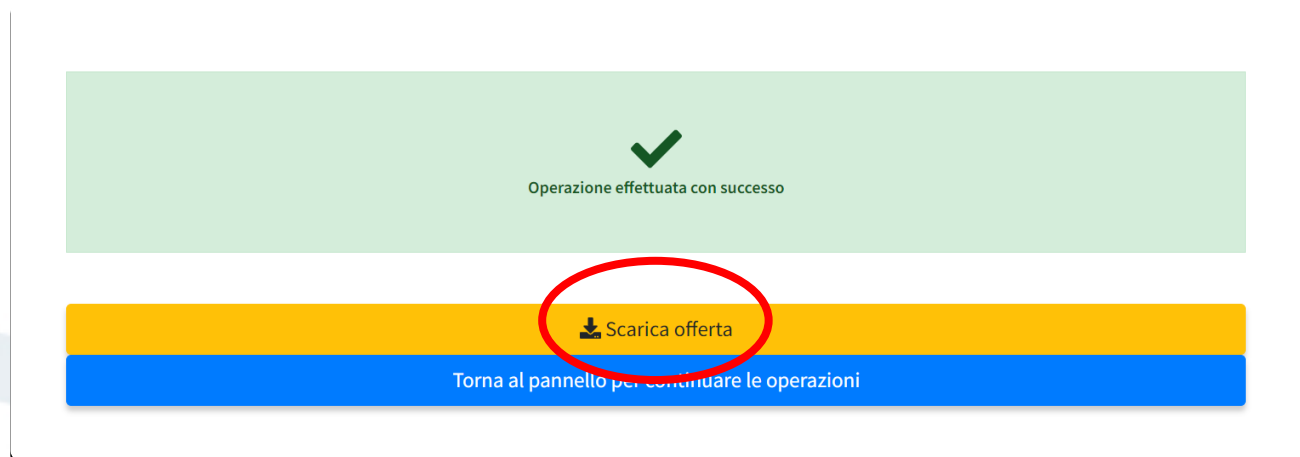 Operazione effettuata con successo
Scarica offerta
Torna al pannello per continuare le operazioni